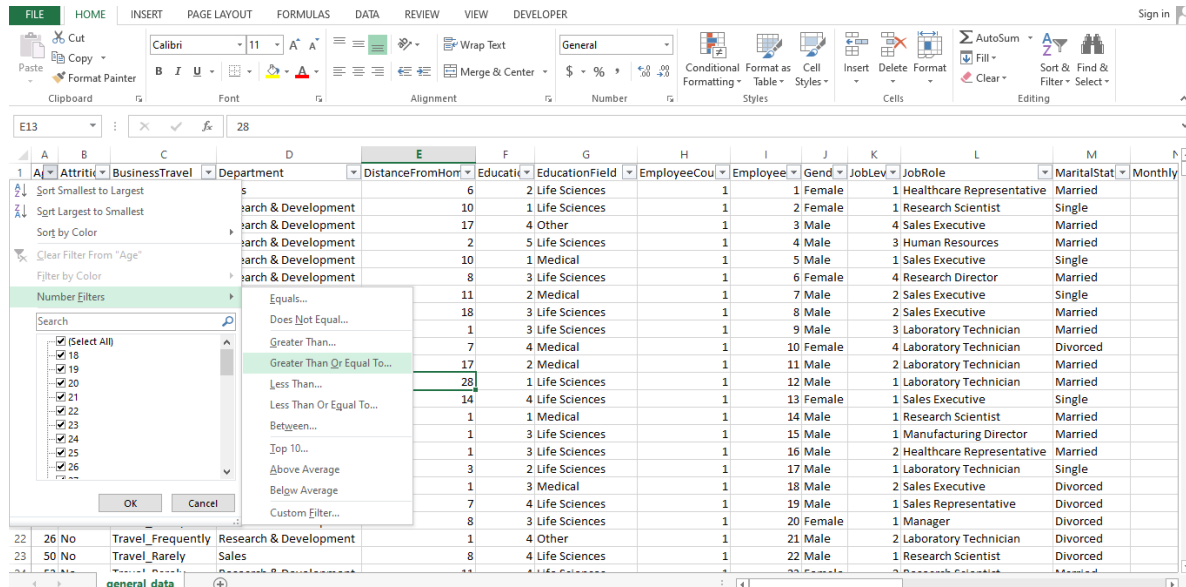 FILE HOME INSERT PAGE LAYOUT FORMULAS DATA REVIEW VIEW DEVELOPER Sign in
Cut
Copy
Format Painter
Paste
Calibri 11 A A
B I U A
Wrap Text
Merge & Center
General
$ % ,
Conditional Formatting
Format as Table
Cell Styles
Insert Delete Format
AutoSum
Fill
Clear
Sort & Filter
Find & Select
Clipboard Font Alignment Number Styles Cells Editing
E13 fx 28
A B C D E F G H I J K L M N
1 Ag Attritic BusinessTravel Department DistanceFromHom Educatic EducationField EmployeeCou Employee Gend JobLev JobRole MaritalStat Monthly
Sort Smallest to Largest
Sort Largest to Smallest
Sort by Color
Clear Filter From "Age"
Filter by Color
Number Filters
Search
(Select All)
18
19
20
21
22
23
24
25
26
OK Cancel
Equals...
Does Not Equal...
Greater Than...
Greater Than Or Equal To...
Less Than...
Less Than Or Equal To...
Between...
Top 10...
Above Average
Below Average
Custom Filter...
s 6 2 Life Sciences 1 1 Female 1 Healthcare Representative Married
earch & Development 10 1 Life Sciences 1 2 Female 1 Research Scientist Single
earch & Development 17 4 Other 1 3 Male 4 Sales Executive Married
earch & Development 2 5 Life Sciences 1 4 Male 3 Human Resources Married
earch & Development 10 1 Medical 1 5 Male 1 Sales Executive Single
earch & Development 8 3 Life Sciences 1 6 Female 4 Research Director Married
11 2 Medical 1 7 Male 2 Sales Executive Single
18 3 Life Sciences 1 8 Male 2 Sales Executive Married
1 3 Life Sciences 1 9 Male 3 Laboratory Technician Married
7 4 Medical 1 10 Female 4 Laboratory Technician Divorced
17 2 Medical 1 11 Male 2 Laboratory Technician Married
28 1 Life Sciences 1 12 Male 1 Laboratory Technician Married
14 4 Life Sciences 1 13 Female 1 Sales Executive Single
1 1 Medical 1 14 Male 1 Research Scientist Married
1 3 Life Sciences 1 15 Male 1 Manufacturing Director Married
1 3 Life Sciences 1 16 Male 2 Healthcare Representative Married
3 2 Life Sciences 1 17 Male 1 Laboratory Technician Single
1 3 Medical 1 18 Male 2 Sales Executive Divorced
7 4 Life Sciences 1 19 Male 1 Sales Representative Divorced
8 3 Life Sciences 1 20 Female 1 Manager Divorced
22 26 No Travel_Frequently Research & Development 1 4 Other 1 21 Male 2 Laboratory Technician Divorced
23 50 No Travel_Rarely Sales 8 4 Life Sciences 1 22 Male 1 Research Scientist Divorced
general_data